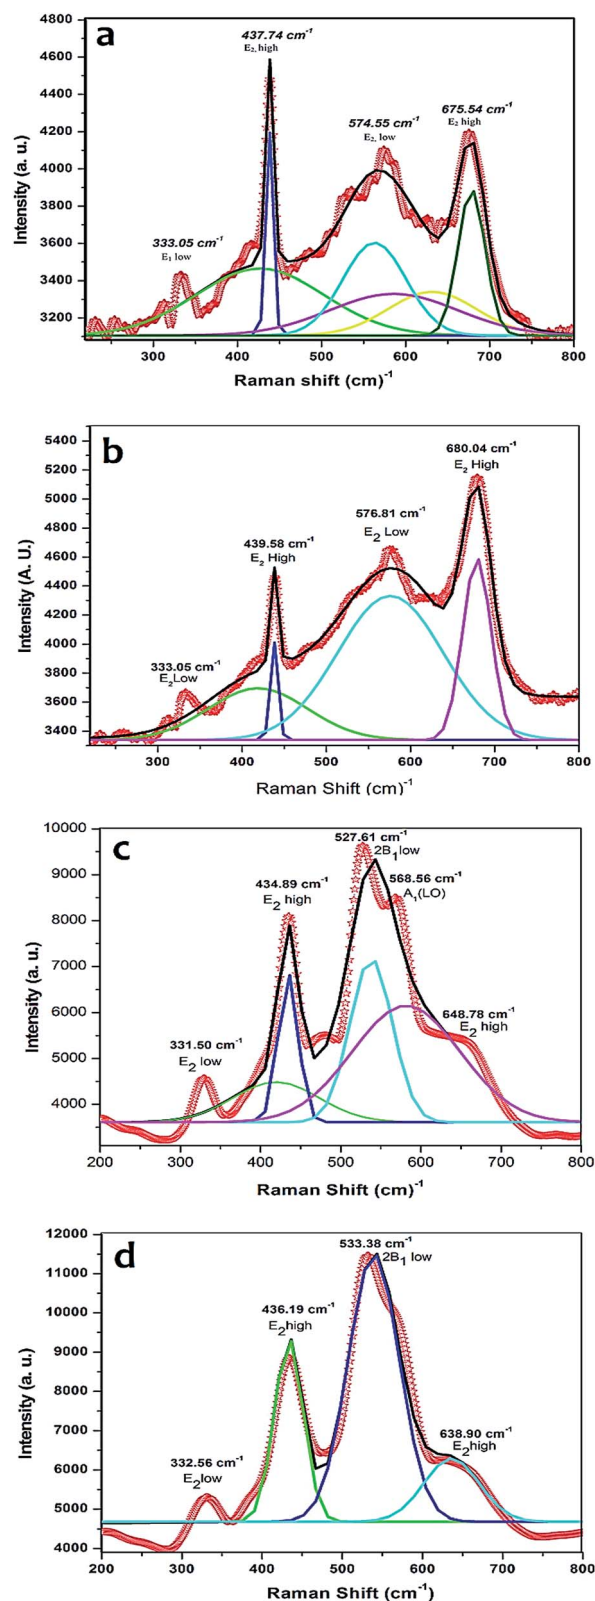 a
437.74 cm-1
E2, high
574.55 cm-1
E2, low
675.54 cm-1
E2 high
333.05 cm-1
E1 low
4800
4600
4400
4200
4000
3800
3600
3400
3200
Intensity (a. u.)
300 400 500 600 700 800
Raman shift (cm)-1
b
680.04 cm-1
E2 High
576.81 cm-1
E2 Low
439.58 cm-1
E2 High
333.05 cm-1
E2Low
5400
5200
5000
4800
4600
4400
4200
4000
3800
3600
3400
Intensity (A. U.)
300 400 500 600 700 800
Raman Shift (cm)-1
c
527.61 cm-1
2B1 low
568.56 cm-1
A1(LO)
434.89 cm-1
E2 high
648.78 cm-1
E2 high
331.50 cm-1
E2 low
10000
9000
8000
7000
6000
5000
4000
Intensity (a. u.)
200 300 400 500 600 700 800
Raman Shift (cm)-1
d
533.38 cm-1
2B1 low
436.19 cm-1
E2high
638.90 cm-1
E2high
332.56 cm-1
E2low
12000
11000
10000
9000
8000
7000
6000
5000
4000
Intensity (a. u.)
200 300 400 500 600 700 800
Raman Shift (cm-1)